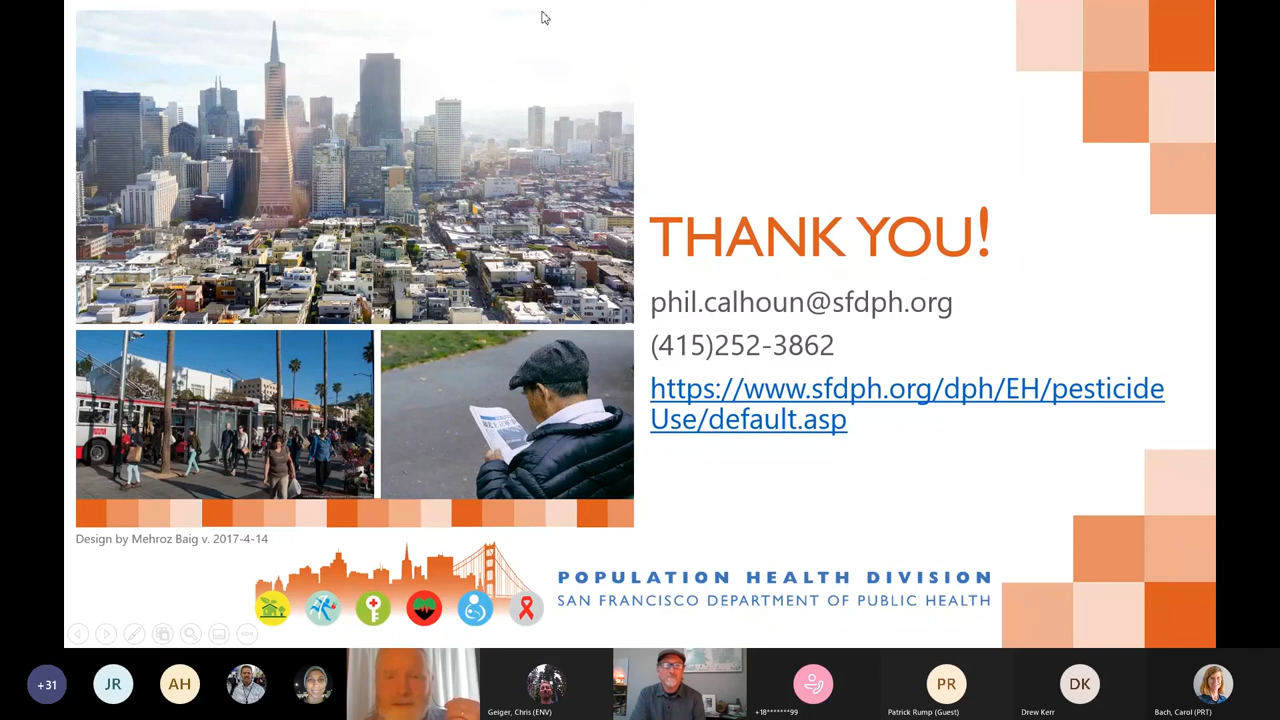 THANK YOU!
phil.calhoun@sfdph.org
(415)252-3862
https://www.sfdph.org/dph/EH/pesticide
Use/default.asp
Design by Mehroz Baig v. 2017-4-14
POPULATION HEALTH DIVISION
SAN FRANCISCO DEPARTMENT OF PUBLIC HEALTH
+31
JR
AH
Geiger, Chris (ENV)
+18*******99
PR
Patrick Rump (Guest)
DK
Drew Kerr
Bach, Carol (PRT)